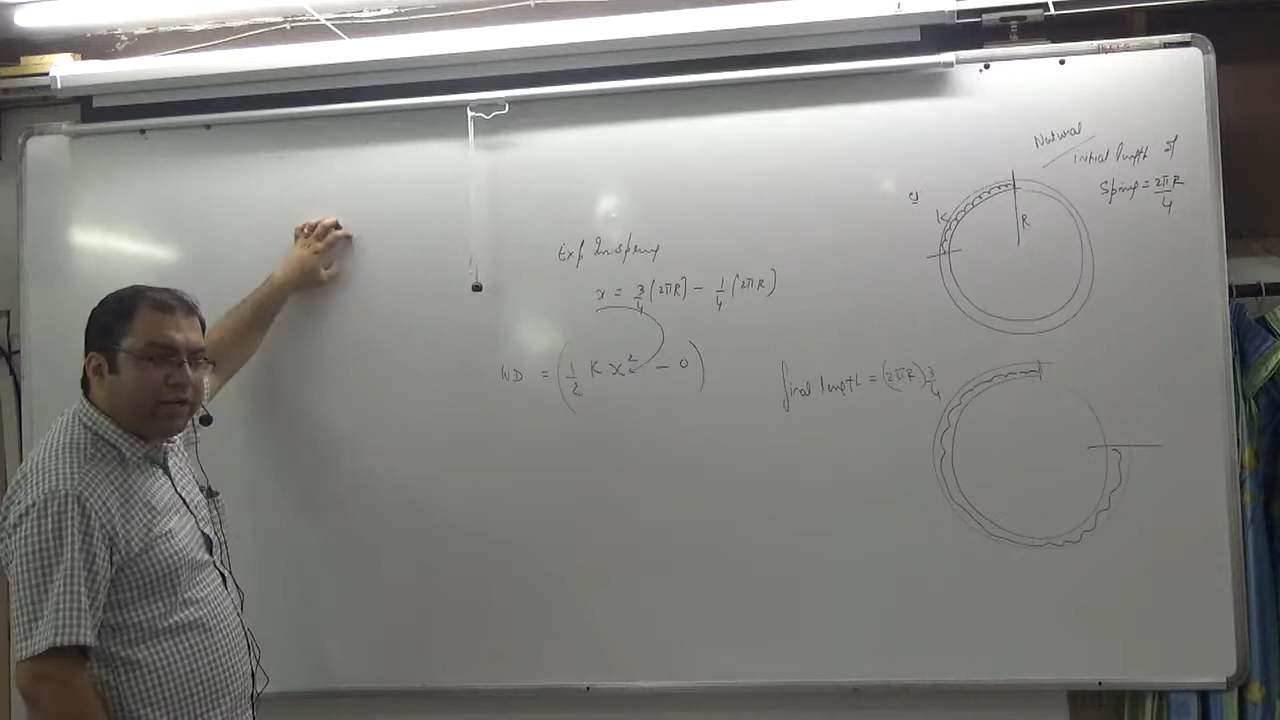 Natural
initial length of
Spring = 2πR/4
K
R
Exp In spring
x = 3/4 (2πR) - 1/4 (2πR)
WD = (1/2 K x² - 0)
final length = (2πR) 3/4